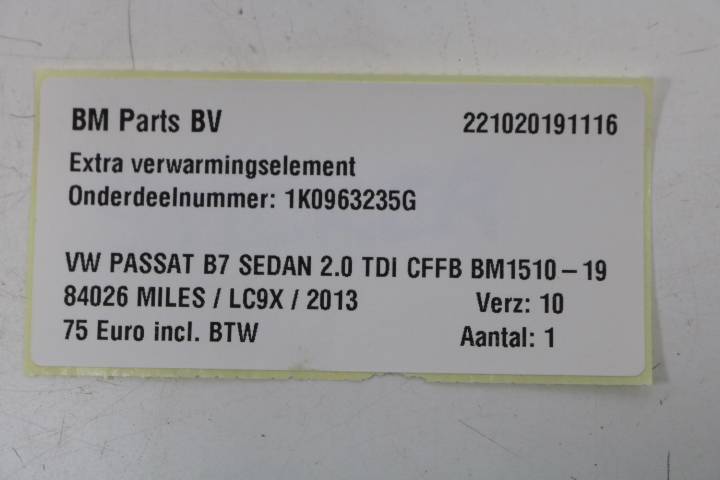 BM Parts BV 221020191116
Extra verwarmingselement
Onderdeelnummer: 1K0963235G
VW PASSAT B7 SEDAN 2.0 TDI CFFB BM1510-19
84026 MILES / LC9X / 2013 Verz: 10
75 Euro incl. BTW Aantal: 1